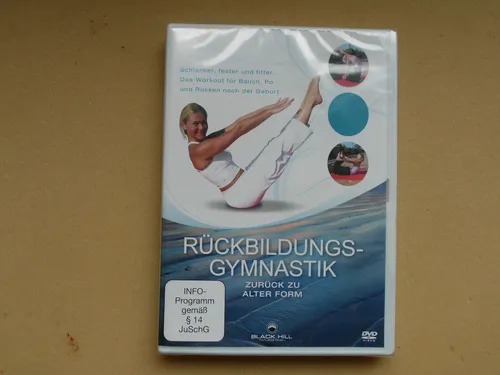 Schlanker, fester und fitter...
Das Workout für Bauch, Po
und Rücken nach der Geburt
RÜCKBILDUNGS-
GYMNASTIK
ZURÜCK ZU
ALTER FORM
INFO-
Programm
gemäß
§ 14
JuSchG
BLACK HILL
DVD
VIDEO